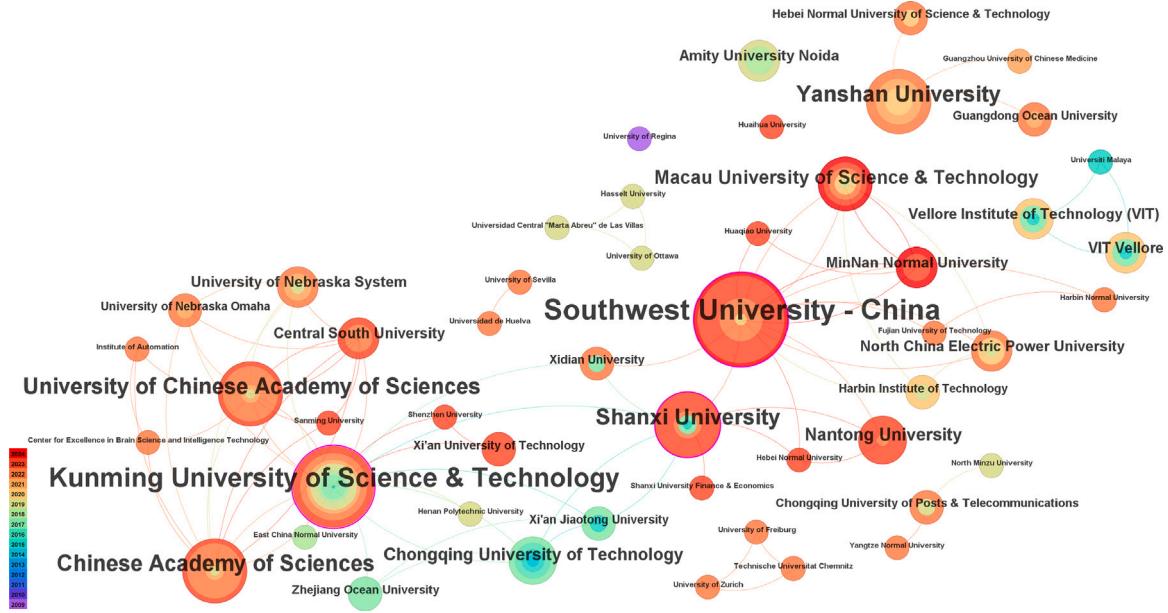 Hebei Normal University of Science & Technology
Amity University Noida
Guangzhou University of Chinese Medicine
Yanshan University
Guangdong Ocean University
Huaihua University
University of Regina
Universiti Malaya
Macau University of Science & Technology
Hasselt University
Vellore Institute of Technology (VIT)
Universidad Central "Marta Abreu" de Las Villas
Huaqiao University
VIT Vellore
University of Ottawa
MinNan Normal University
University of Nebraska System
University of Sevilla
Harbin Normal University
University of Nebraska Omaha
Southwest University - China
Central South University
Universidad de Huelva
Fujian University of Technology
Institute of Automation
North China Electric Power University
Xidian University
University of Chinese Academy of Sciences
Harbin Institute of Technology
Shenzhen University
Shanxi University
Sanming University
Nantong University
Center for Excellence in Brain Science and Intelligence Technology
Xi'an University of Technology
Hebei Normal University
North Minzu University
Kunming University of Science & Technology
Shanxi University Finance & Economics
Chongqing University of Posts & Telecommunications
Henan Polytechnic University
Xi'an Jiaotong University
University of Freiburg
East China Normal University
Yangtze Normal University
Chongqing University of Technology
Chinese Academy of Sciences
Technische Universitat Chemnitz
University of Zurich
Zhejiang Ocean University
2024
2023
2022
2021
2020
2019
2018
2017
2016
2015
2014
2013
2012
2011
2010
2009